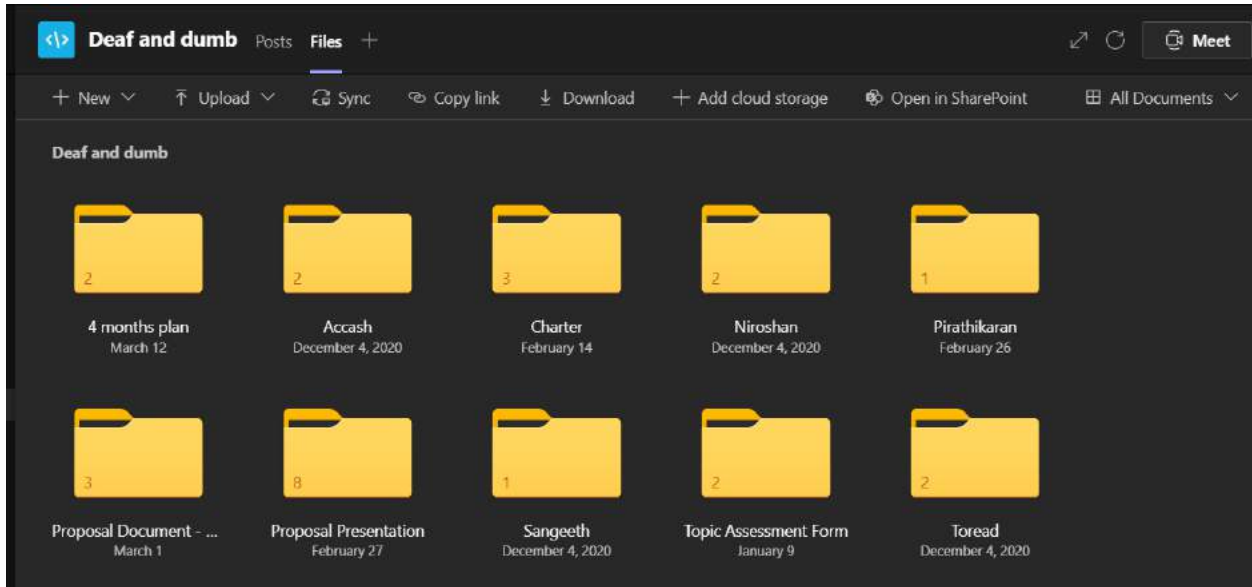 </> Deaf and dumb Posts Files + Meet
+ New Upload Sync Copy link Download + Add cloud storage Open in SharePoint All Documents
Deaf and dumb
2 2 3 2 1
4 months plan Accash Charter Niroshan Pirathikaran
March 12 December 4, 2020 February 14 December 4, 2020 February 26
3 8 1 2 2
Proposal Document - ... Proposal Presentation Sangeeth Topic Assessment Form Toread
March 1 February 27 December 4, 2020 January 9 December 4, 2020